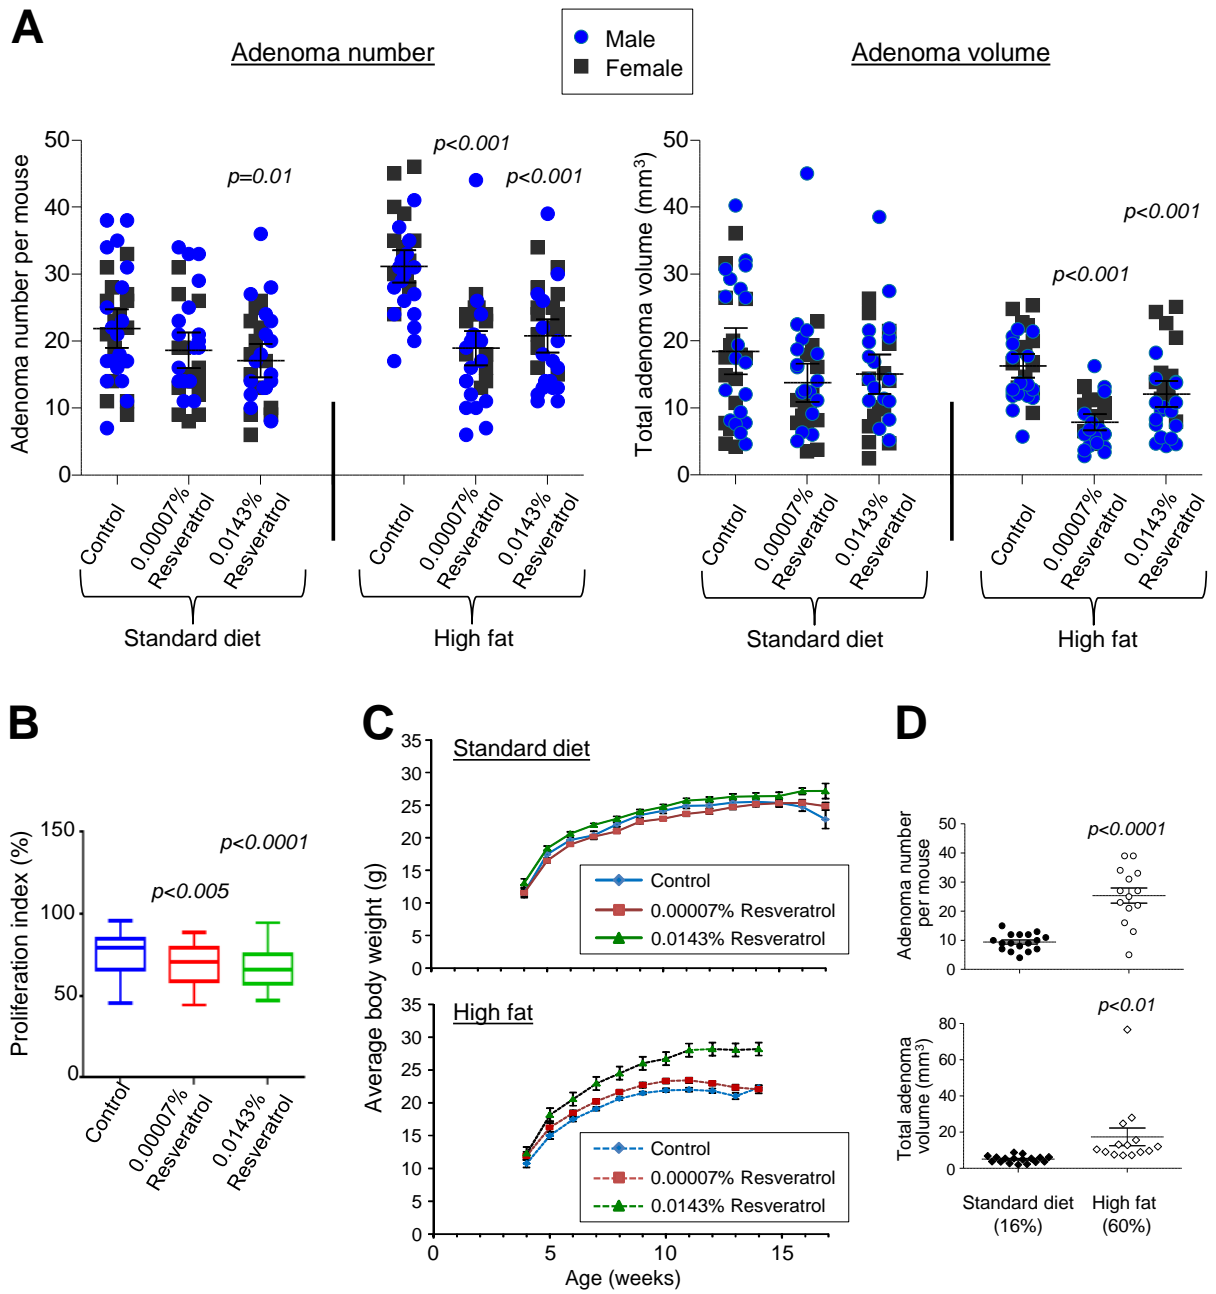 A
Adenoma number
Male
Female
Adenoma volume
Adenoma number per mouse
50
40
30
20
10
0
p=0.01
p<0.001
p<0.001
Control
0.00007%
Resveratrol
0.0143%
Resveratrol
Control
0.00007%
Resveratrol
0.0143%
Resveratrol
Standard diet
High fat
Total adenoma volume (mm³)
50
40
30
20
10
0
p<0.001
p<0.001
Control
0.00007%
Resveratrol
0.0143%
Resveratrol
Control
0.00007%
Resveratrol
0.0143%
Resveratrol
Standard diet
High fat
B
Proliferation index (%)
150
100
50
0
p<0.005
p<0.0001
Control
0.00007%
Resveratrol
0.0143%
Resveratrol
C
Average body weight (g)
Standard diet
35
30
25
20
15
10
5
0
Control
0.00007% Resveratrol
0.0143% Resveratrol
High fat
35
30
25
20
15
10
5
0
Control
0.00007% Resveratrol
0.0143% Resveratrol
0
5
10
15
Age (weeks)
D
Adenoma number
per mouse
50
40
30
20
10
0
p<0.0001
Total adenoma
volume (mm³)
80
60
40
20
0
p<0.01
Standard diet
(16%)
High fat
(60%)